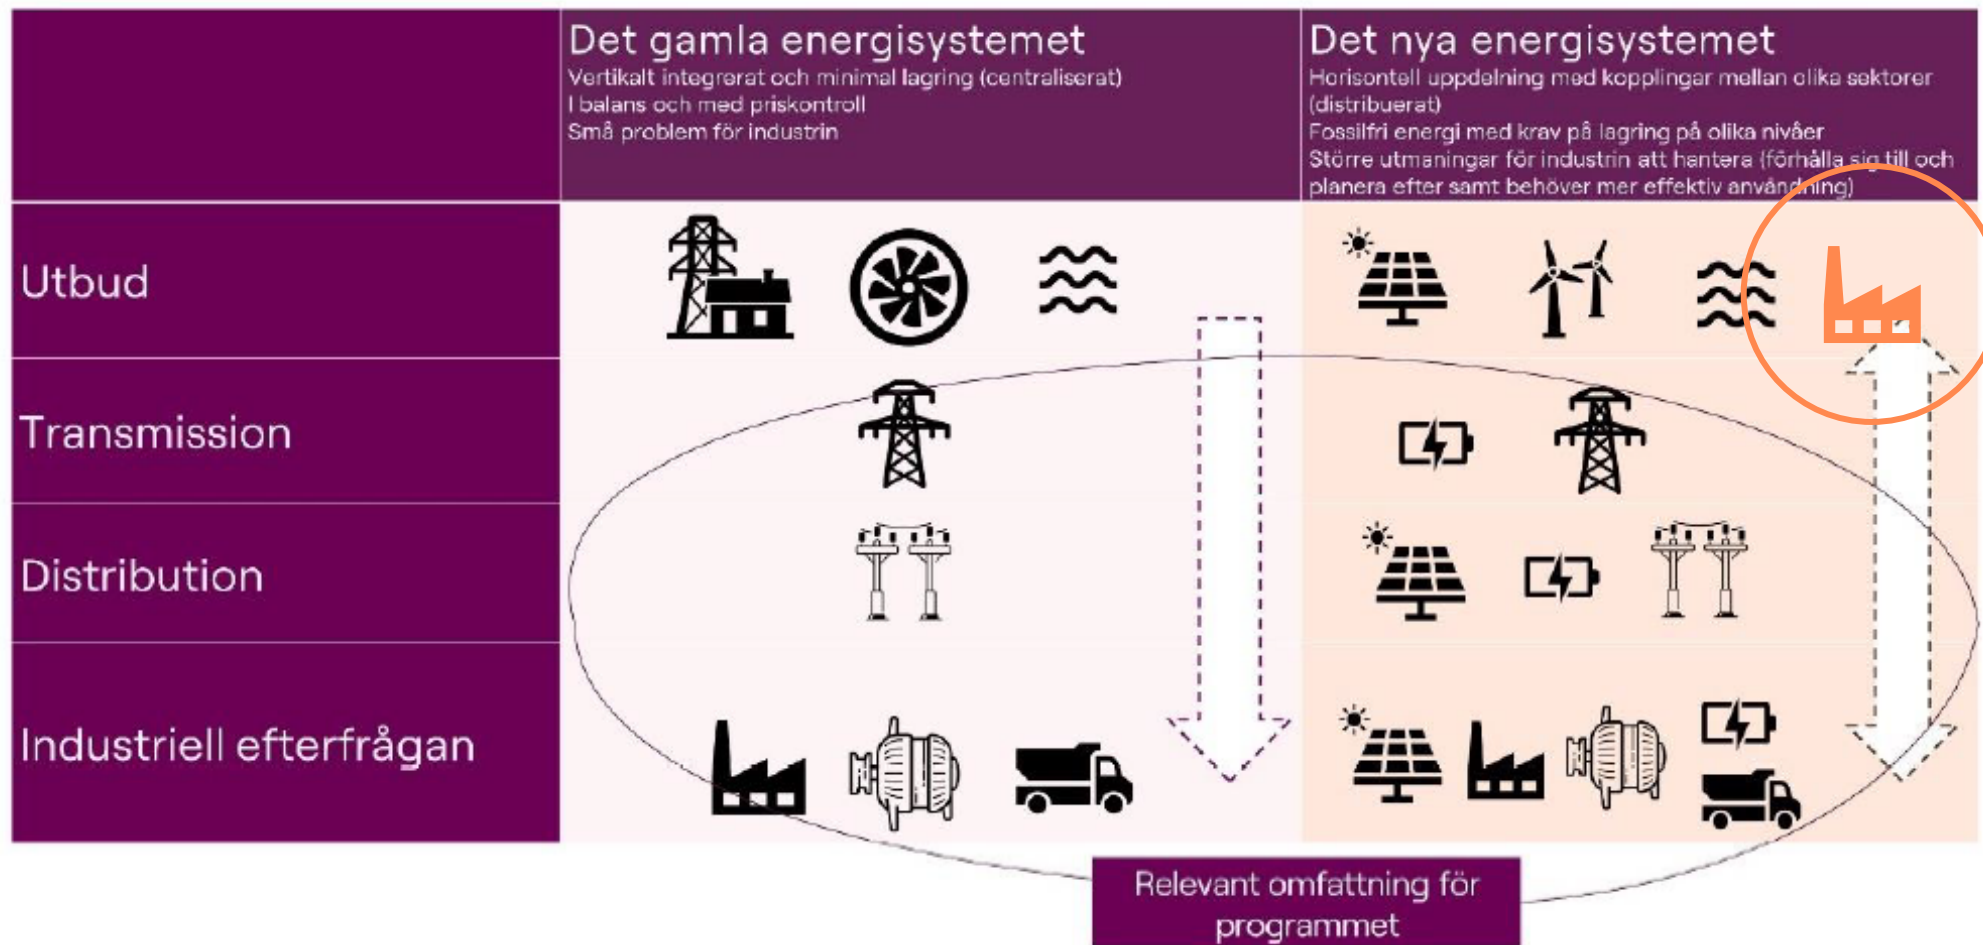 Det gamla energisystemet
Vertikalt integrerat och minimal lagring (centraliserat)
I balans och med priskontroll
Små problem för industrin
Det nya energisystemet
Horisontell uppdelning med kopplingar mellan olika sektorer
(distribuerat)
Fossilfri energi med krav på lagring på olika nivåer
Större utmaningar för industrin att hantera (förhålla sig till och
planera efter samt behöver mer effektiv användning)
Utbud
Transmission
Distribution
Industriell efterfrågan
Relevant omfattning för
programmet